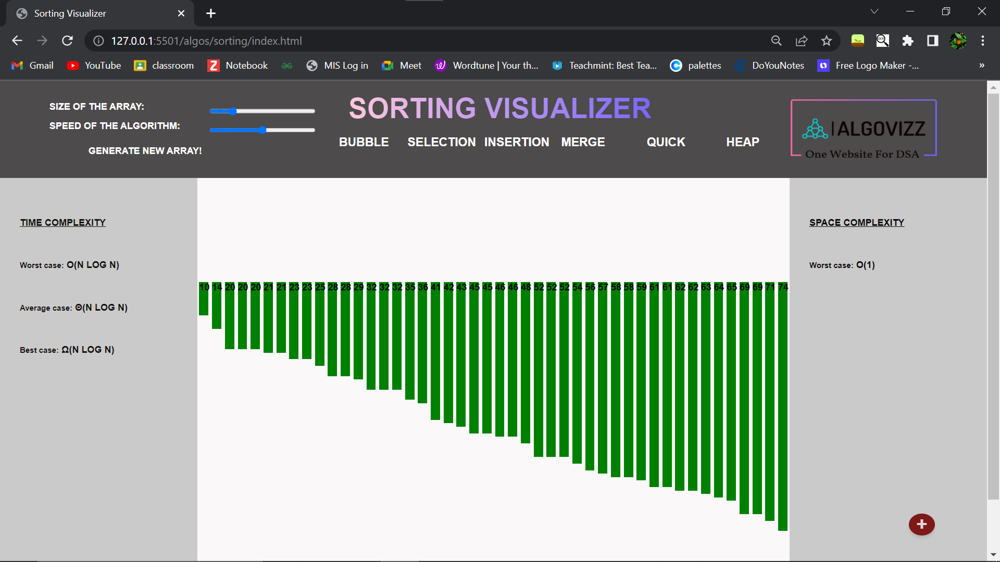 Sorting Visualizer
127.0.0.1:5501/algos/sorting/index.html
Gmail YouTube classroom Notebook MIS Log in Meet Wordtune | Your th... Teachmint: Best Tea... palettes DoYouNotes Free Logo Maker -... »
SIZE OF THE ARRAY:
SPEED OF THE ALGORITHM:
GENERATE NEW ARRAY!
SORTING VISUALIZER
BUBBLE SELECTION INSERTION MERGE QUICK HEAP
ALGOVIZZ
One Website For DSA
TIME COMPLEXITY
Worst case: O(N LOG N)
Average case: Θ(N LOG N)
Best case: Ω(N LOG N)
10 14 20 20 20 21 21 23 23 25 28 28 29 32 32 32 35 36 41 42 43 45 45 46 46 48 52 52 52 54 56 57 58 58 59 61 61 62 62 63 64 65 69 69 71 74
SPACE COMPLEXITY
Worst case: O(1)
+